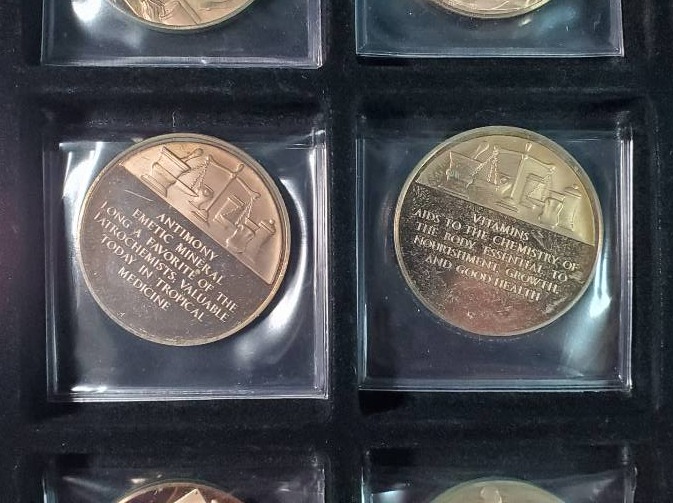 ANTIMONY
EMETIC MINERAL
LONG A FAVORITE OF THE
IATROCHEMISTS, VALUABLE
TODAY IN TROPICAL
MEDICINE
VITAMINS
AIDS TO THE CHEMISTRY OF
THE BODY, ESSENTIAL TO
NOURISHMENT, GROWTH
AND GOOD HEALTH